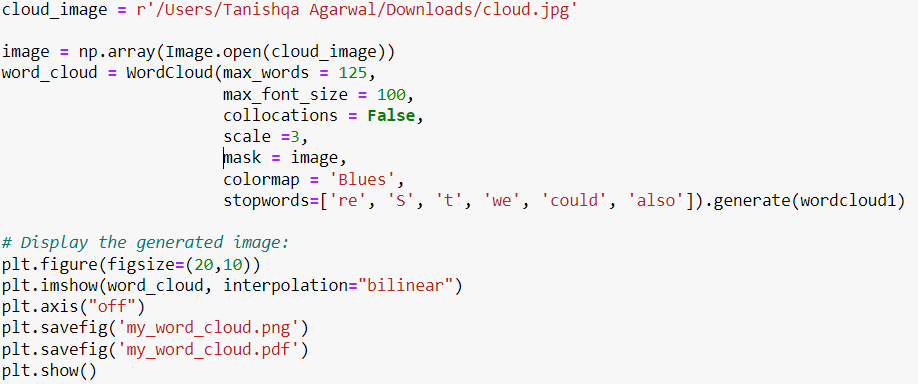 cloud_image = r'/Users/Tanishqa Agarwal/Downloads/cloud.jpg'
image = np.array(Image.open(cloud_image))
word_cloud = WordCloud(max_words = 125,
max_font_size = 100,
collocations = False,
scale =3,
mask = image,
colormap = 'Blues',
stopwords=['re', 'S', 't', 'we', 'could', 'also']).generate(wordcloud1)
# Display the generated image:
plt.figure(figsize=(20,10))
plt.imshow(word_cloud, interpolation="bilinear")
plt.axis("off")
plt.savefig('my_word_cloud.png')
plt.savefig('my_word_cloud.pdf')
plt.show()